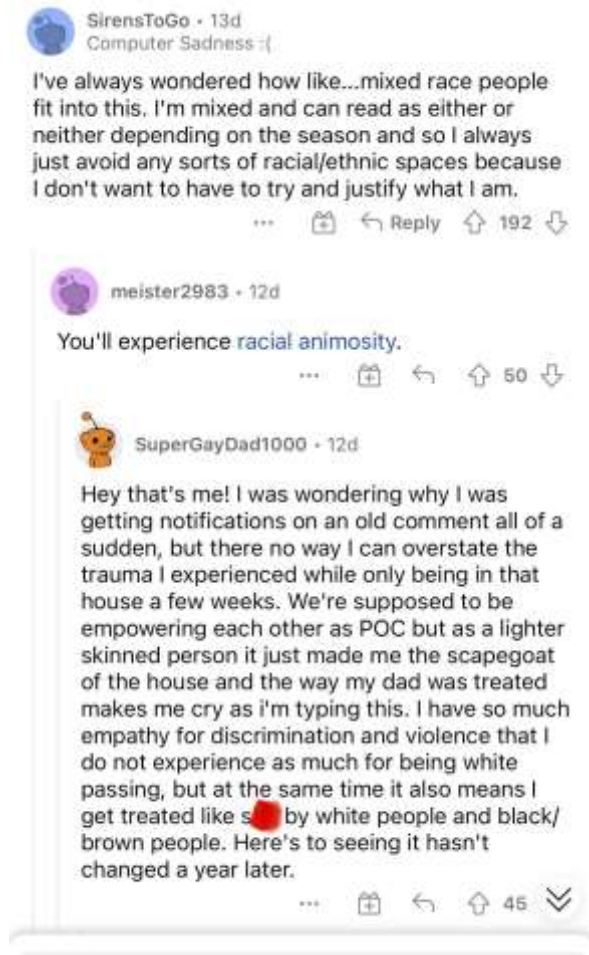 SirensToGo • 13d
Computer Sadness :(
I've always wondered how like...mixed race people
fit into this. I'm mixed and can read as either or
neither depending on the season and so I always
just avoid any sorts of racial/ethnic spaces because
I don't want to have to try and justify what I am.
... Reply 192
meister2983 • 12d
You'll experience racial animosity.
... 50
SuperGayDad1000 • 12d
Hey that's me! I was wondering why I was
getting notifications on an old comment all of a
sudden, but there no way I can overstate the
trauma I experienced while only being in that
house a few weeks. We're supposed to be
empowering each other as POC but as a lighter
skinned person it just made me the scapegoat
of the house and the way my dad was treated
makes me cry as i'm typing this. I have so much
empathy for discrimination and violence that I
do not experience as much for being white
passing, but at the same time it also means I
get treated like s by white people and black/
brown people. Here's to seeing it hasn't
changed a year later.
... 45